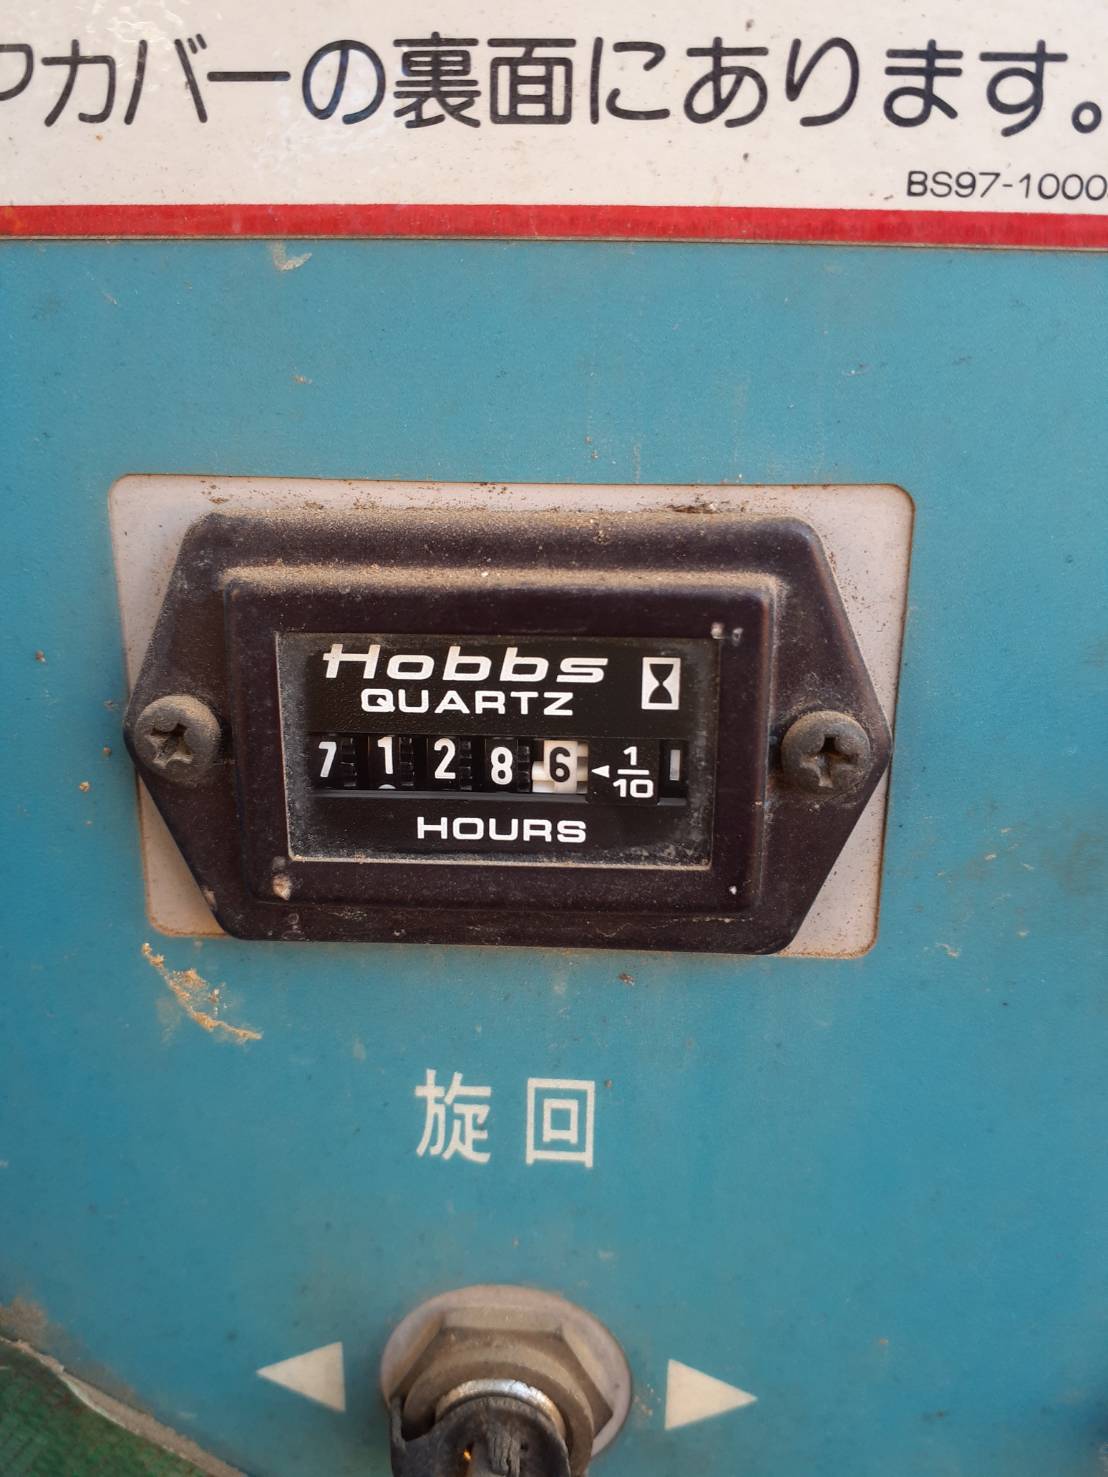 カバーの裏面にあります。
BS97-1000
Hobbs
QUARTZ
7 1 2 8 6 ◄ 1/10
HOURS
旋回